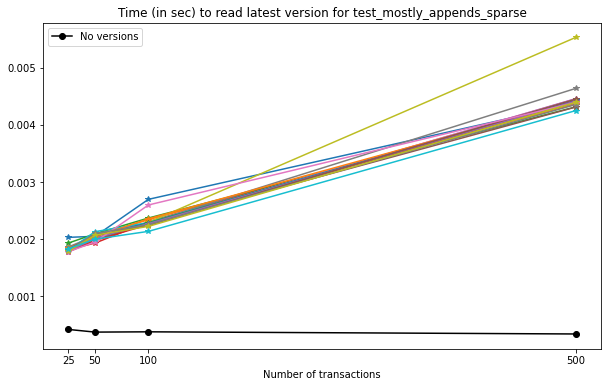 Time (in sec) to read latest version for test_mostly_appends_sparse
No versions
0.005
0.004
0.003
0.002
0.001
25 50 100 500
Number of transactions